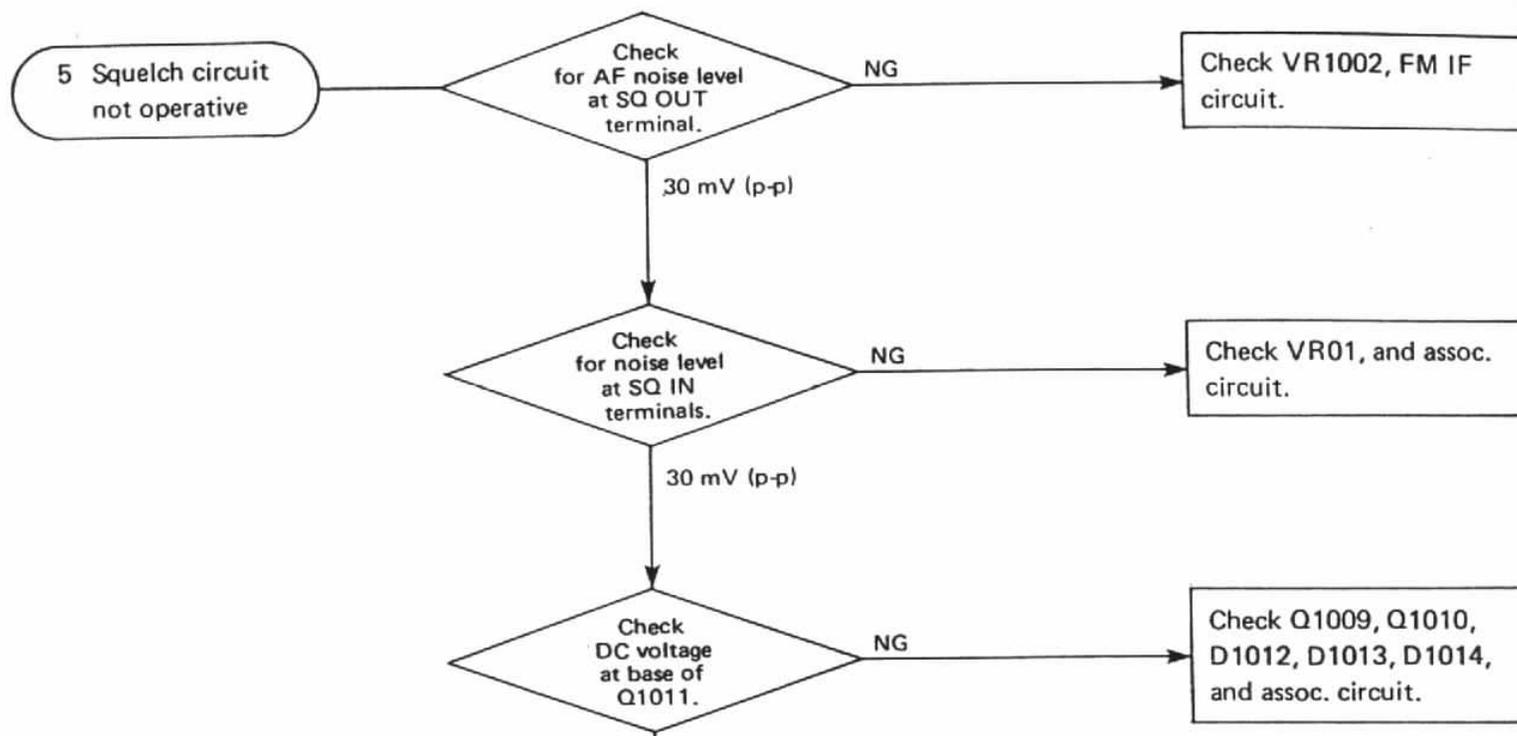 5 Squelch circuit
not operative
Check
for AF noise level
at SQ OUT
terminal.
NG
Check VR1002, FM IF
circuit.
30 mV (p-p)
Check
for noise level
at SQ IN
terminals.
NG
Check VR01, and assoc.
circuit.
30 mV (p-p)
Check
DC voltage
at base of
Q1011.
NG
Check Q1009, Q1010,
D1012, D1013, D1014,
and assoc. circuit.